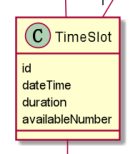 C TimeSlot
id
dateTime
duration
availableNumber